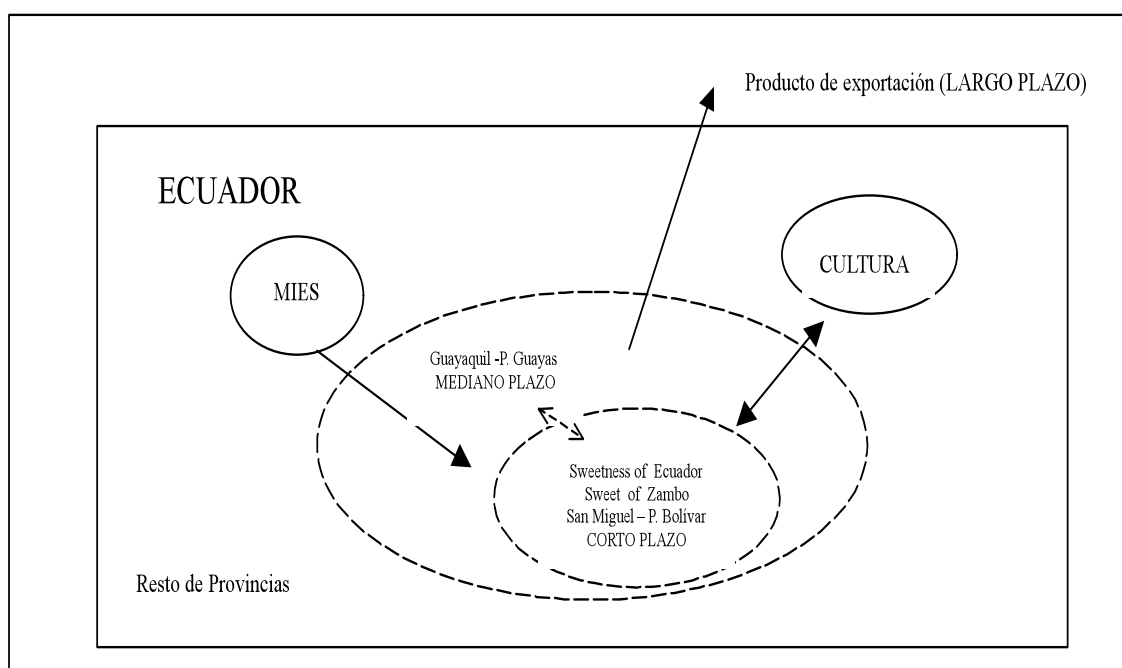 Producto de exportación (LARGO PLAZO)
ECUADOR
MIES
CULTURA
Guayaquil -P. Guayas
MEDIANO PLAZO
Sweetness of Ecuador
Sweet of Zambo
San Miguel – P. Bolivar
CORTO PLAZO
Resto de Provincias